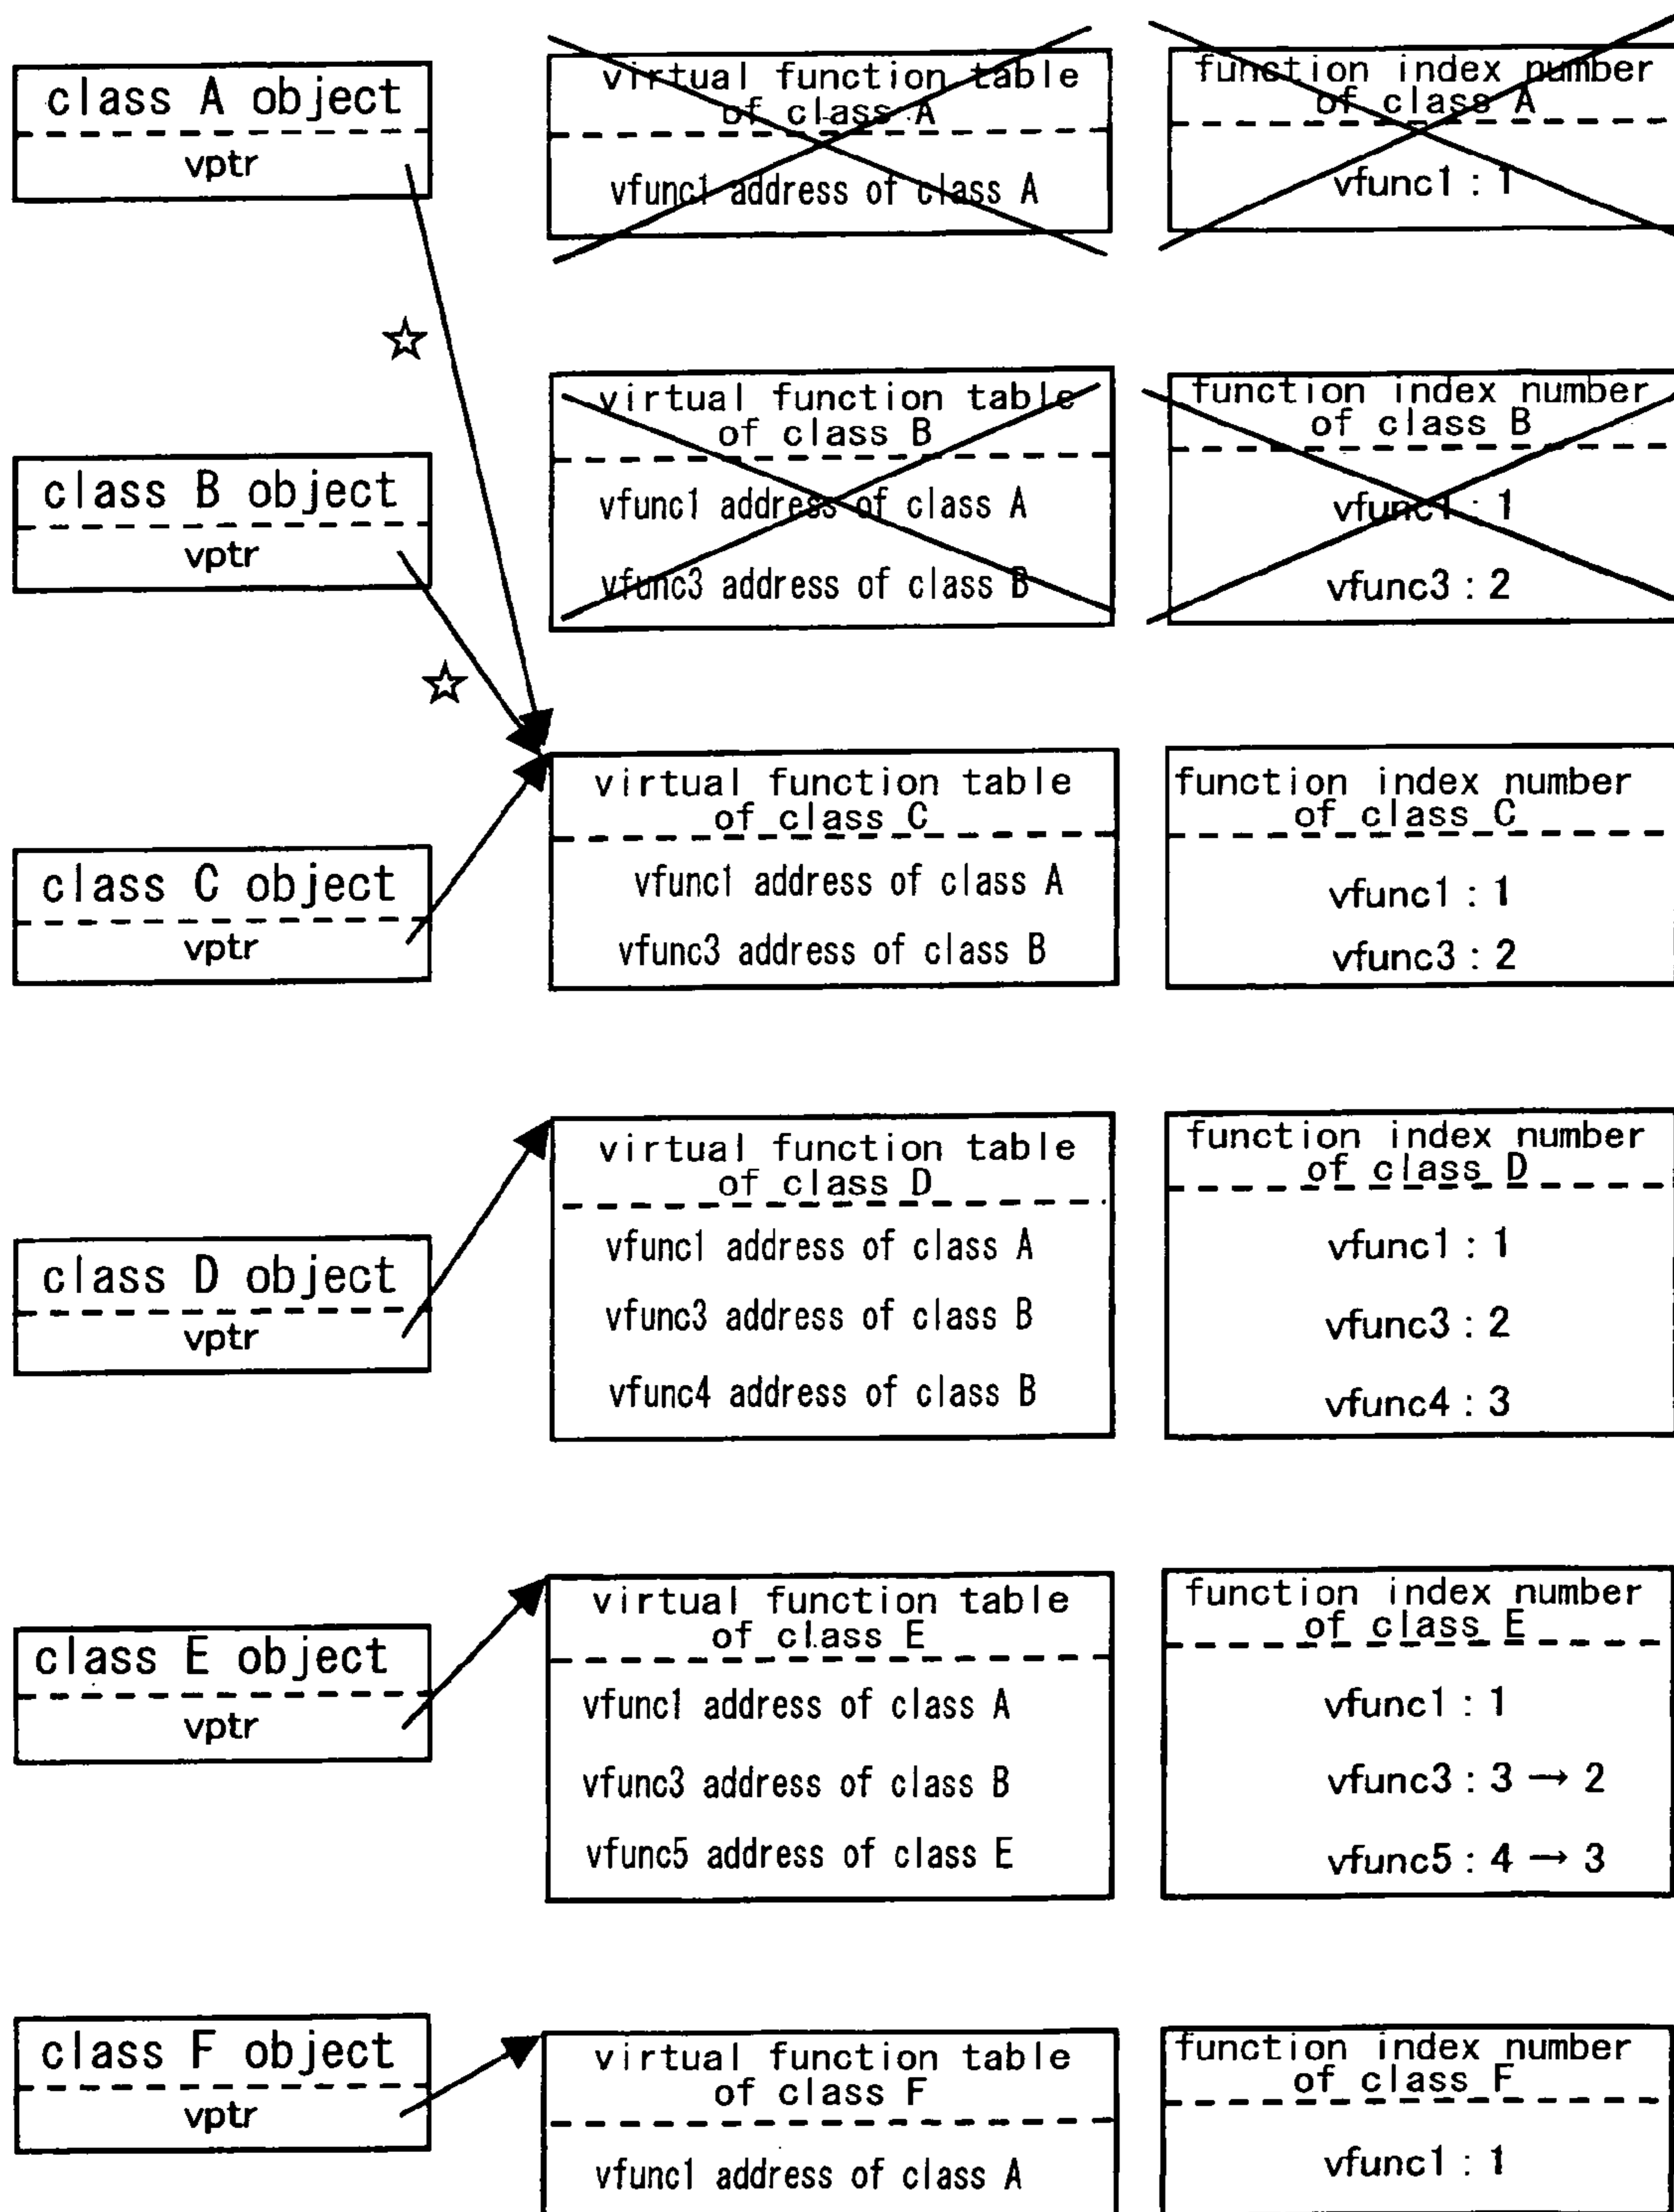 class A object
vptr
virtual function table
of class A
vfunc1 address of class A
function index number
of class A
vfunc1 : 1
☆
class B object
vptr
virtual function table
of class B
vfunc1 address of class A
vfunc3 address of class B
function index number
of class B
vfunc1 : 1
vfunc3 : 2
☆
class C object
vptr
virtual function table
of class C
vfunc1 address of class A
vfunc3 address of class B
function index number
of class C
vfunc1 : 1
vfunc3 : 2
class D object
vptr
virtual function table
of class D
vfunc1 address of class A
vfunc3 address of class B
vfunc4 address of class B
function index number
of class D
vfunc1 : 1
vfunc3 : 2
vfunc4 : 3
class E object
vptr
virtual function table
of class E
vfunc1 address of class A
vfunc3 address of class B
vfunc5 address of class E
function index number
of class E
vfunc1 : 1
vfunc3 : 3 → 2
vfunc5 : 4 → 3
class F object
vptr
virtual function table
of class F
vfunc1 address of class A
function index number
of class F
vfunc1 : 1